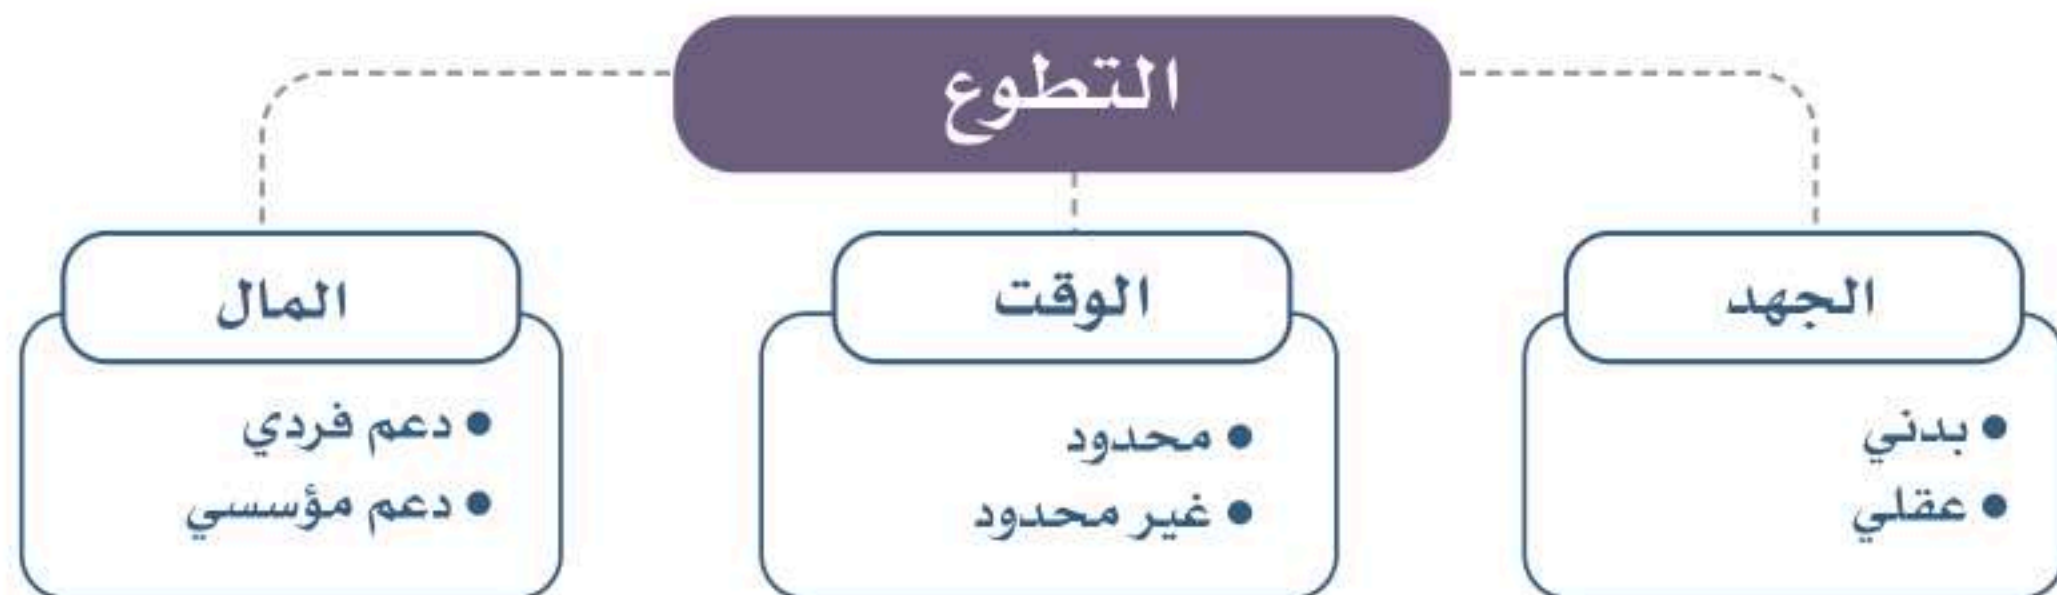 التطوع
الجهد
• بدني
• عقلي
الوقت
• محدود
• غير محدود
المال
• دعم فردي
• دعم مؤسسي